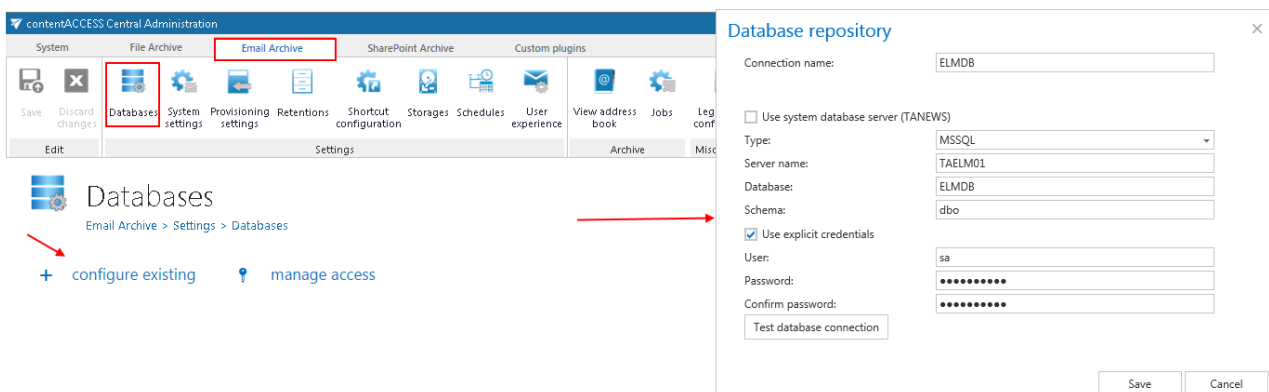 contentACCESS Central Administration
System File Archive Email Archive SharePoint Archive Custom plugins
Save Discard changes Databases System settings Provisioning settings Retentions Shortcut configuration Storages Schedules User experience View address book Jobs Leg conf
Edit Settings Archive Misc
Databases
Email Archive > Settings > Databases
+ configure existing manage access
Database repository
Connection name: ELMDB
Use system database server (TANEWS)
Type: MSSQL
Server name: TAELM01
Database: ELMDB
Schema: dbo
Use explicit credentials
User: sa
Password: ●●●●●●●●●●
Confirm password: ●●●●●●●●●●
Test database connection
Save Cancel